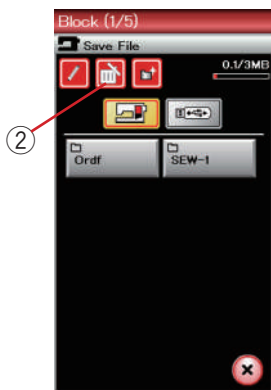 Block (1/5)
Save File
0.1/3MB
②
Ordf
SEW-1